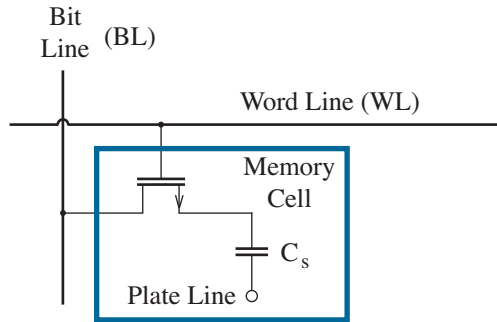 Bit
Line (BL)
Word Line (WL)
Memory
Cell
C_s
Plate Line